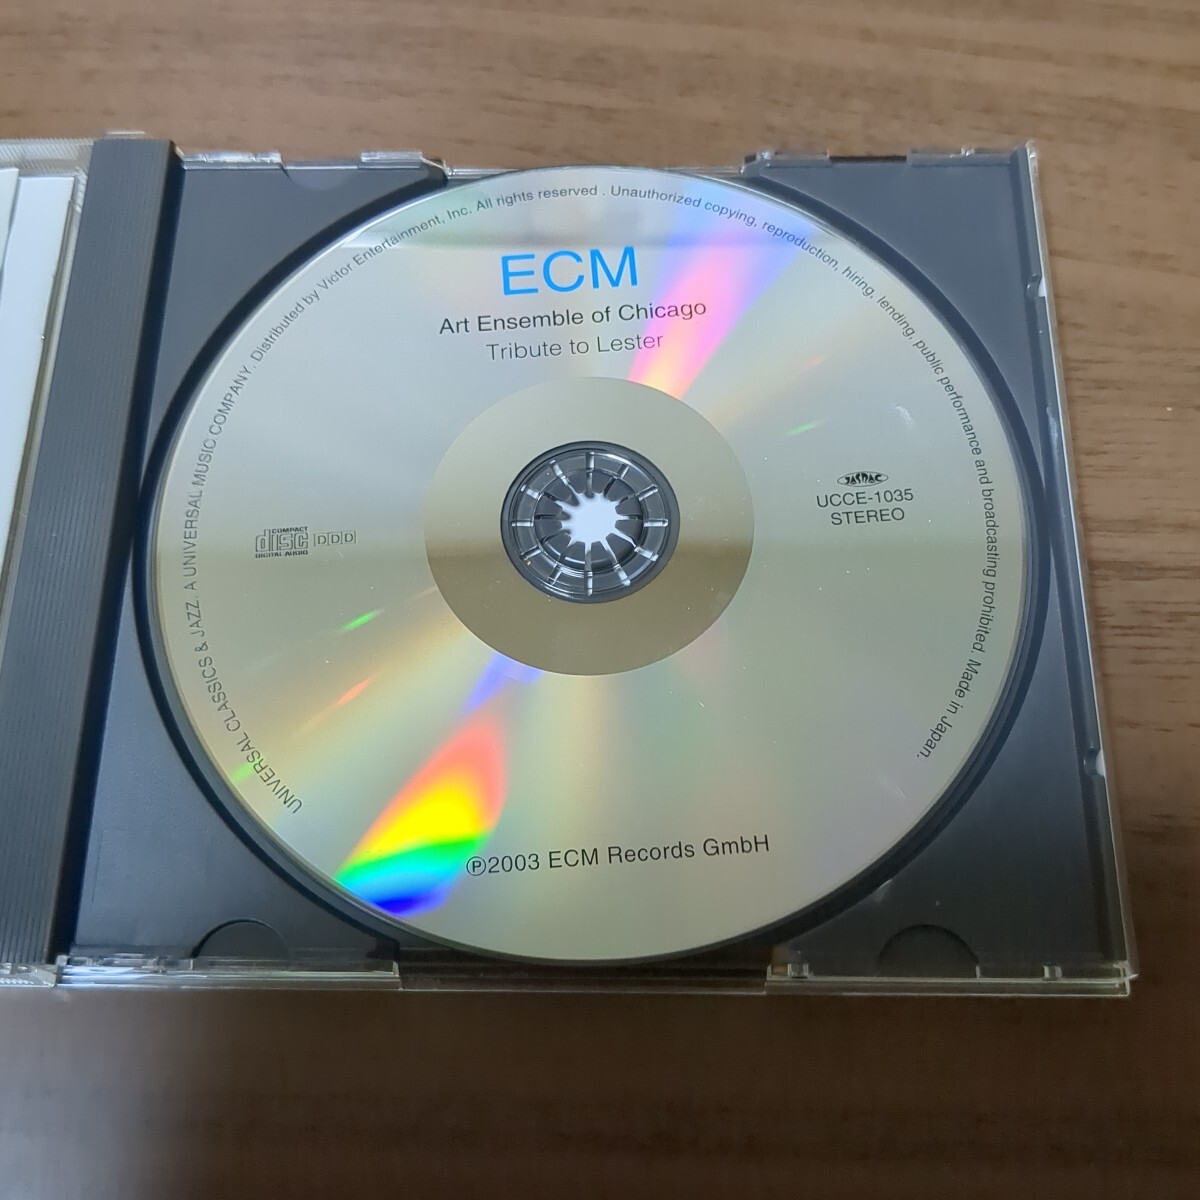 UNIVERSAL CLASSICS & JAZZ. A UNIVERSAL MUSIC COMPANY. Distributed by Victor Entertainment, Inc. All rights reserved . Unauthorized copying, reproduction, hiring, lending, public performance and broadcasting prohibited. Made in Japan.
ECM
Art Ensemble of Chicago
Tribute to Lester
COMPACT
disc DDD
DIGITAL AUDIO
JASRAC
UCCE-1035
STEREO
℗2003 ECM Records GmbH